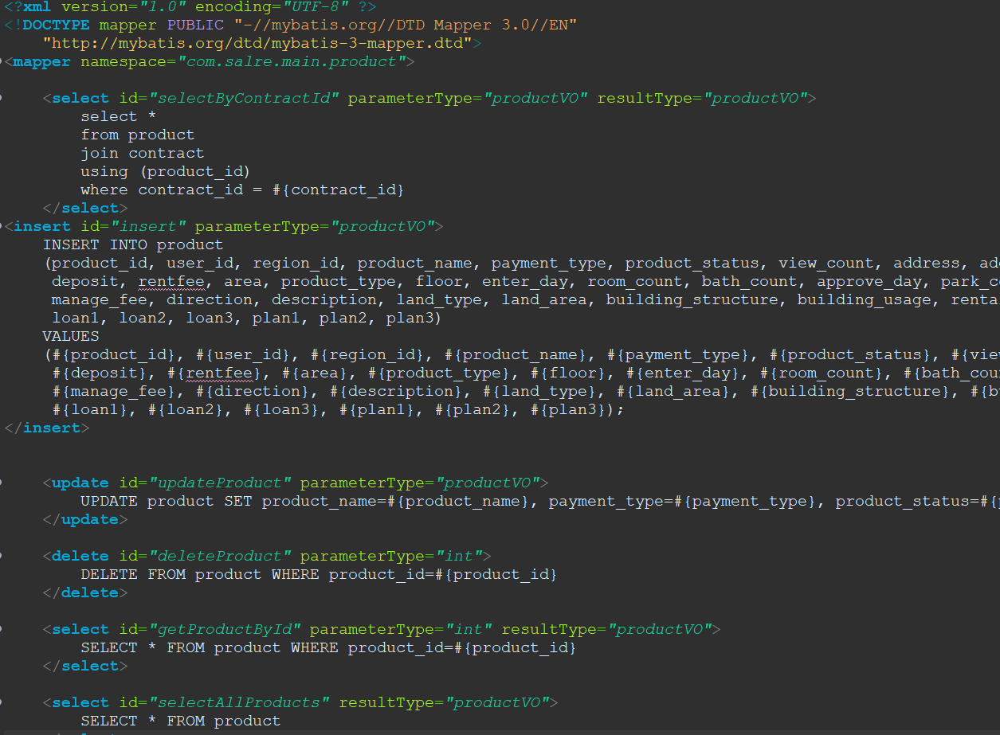 <?xml version="1.0" encoding="UTF-8" ?>
<!DOCTYPE mapper PUBLIC "-//mybatis.org//DTD Mapper 3.0//EN"
"http://mybatis.org/dtd/mybatis-3-mapper.dtd">
<mapper namespace="com.salre.main.product">
<select id="selectByContractId" parameterType="productVO" resultType="productVO">
select *
from product
join contract
using (product_id)
where contract_id = #{contract_id}
</select>
<insert id="insert" parameterType="productVO">
INSERT INTO product
(product_id, user_id, region_id, product_name, payment_type, product_status, view_count, address,
deposit, rentfee, area, product_type, floor, enter_day, room_count, bath_count, approve_day,
manage_fee, direction, description, land_type, land_area, building_structure, building_usage,
loan1, loan2, loan3, plan1, plan2, plan3)
VALUES
(#{product_id}, #{user_id}, #{region_id}, #{product_name}, #{payment_type}, #{product_status},
#{deposit}, #{rentfee}, #{area}, #{product_type}, #{floor}, #{enter_day}, #{room_count},
#{manage_fee}, #{direction}, #{description}, #{land_type}, #{land_area}, #{building_structure},
#{loan1}, #{loan2}, #{loan3}, #{plan1}, #{plan2}, #{plan3});
</insert>
<update id="updateProduct" parameterType="productVO">
UPDATE product SET product_name=#{product_name}, payment_type=#{payment_type}, product_status=#{
</update>
<delete id="deleteProduct" parameterType="int">
DELETE FROM product WHERE product_id=#{product_id}
</delete>
<select id="getProductById" parameterType="int" resultType="productVO">
SELECT * FROM product WHERE product_id=#{product_id}
</select>
<select id="selectAllProducts" resultType="productVO">
SELECT * FROM product